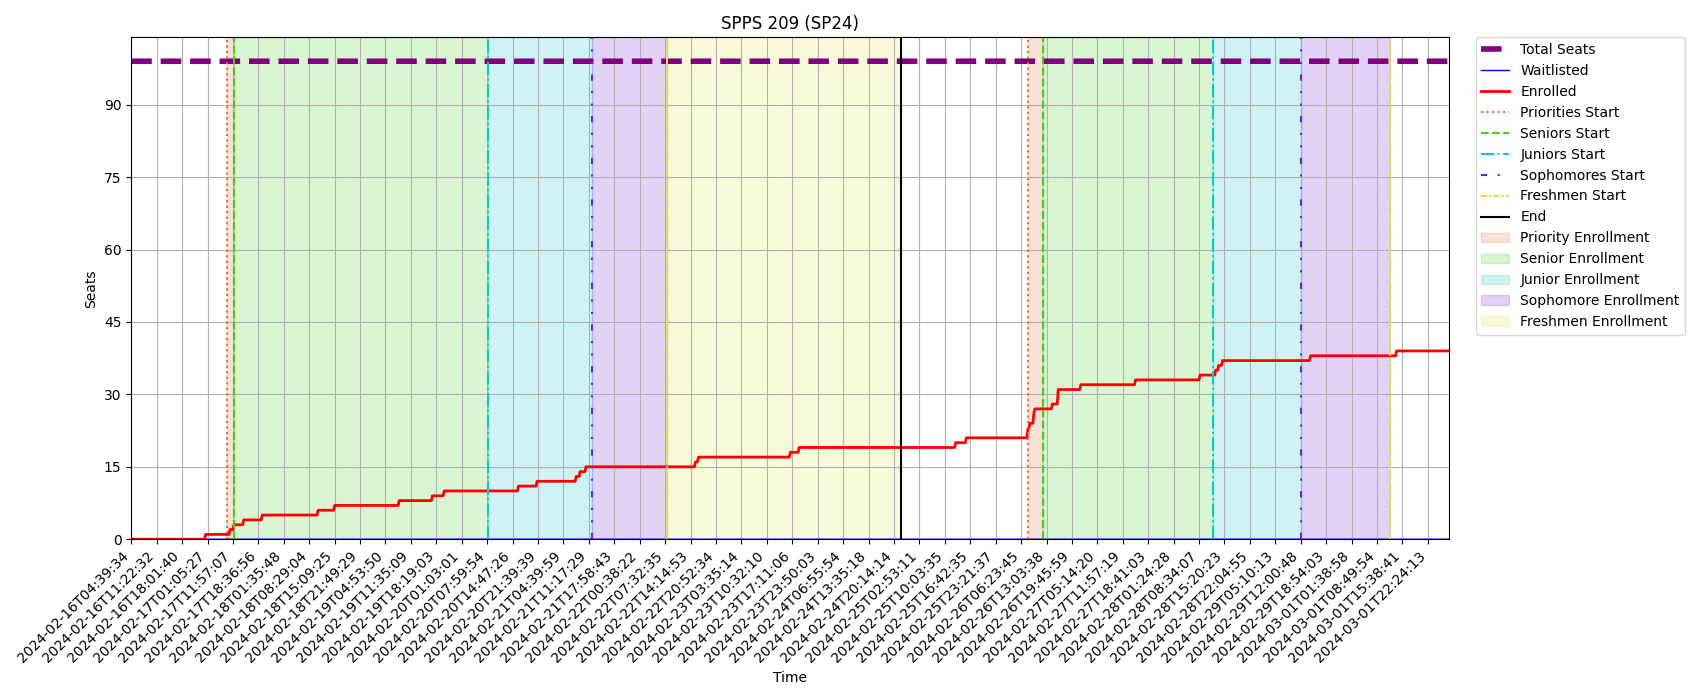 SPPS 209 (SP24)
Seats
90
75
60
45
30
15
0
2024-02-16T04:39:34
2024-02-16T11:22:32
2024-02-16T18:01:40
2024-02-17T01:05:27
2024-02-17T11:57:07
2024-02-17T18:36:56
2024-02-18T01:35:48
2024-02-18T08:29:04
2024-02-18T15:09:25
2024-02-18T21:49:29
2024-02-19T04:53:50
2024-02-19T11:35:09
2024-02-19T18:19:03
2024-02-20T01:03:01
2024-02-20T07:59:54
2024-02-20T14:47:26
2024-02-20T21:39:39
2024-02-21T04:39:59
2024-02-21T11:17:29
2024-02-21T17:58:43
2024-02-22T00:38:22
2024-02-22T07:32:35
2024-02-22T14:14:53
2024-02-22T20:52:34
2024-02-23T03:35:14
2024-02-23T10:32:10
2024-02-23T17:11:06
2024-02-23T23:50:03
2024-02-24T06:55:54
2024-02-24T13:35:18
2024-02-24T20:14:14
2024-02-25T02:53:11
2024-02-25T10:03:35
2024-02-25T16:42:35
2024-02-25T23:21:37
2024-02-26T06:23:45
2024-02-26T13:03:38
2024-02-26T19:45:59
2024-02-27T05:14:20
2024-02-27T11:57:19
2024-02-27T18:41:03
2024-02-28T01:24:28
2024-02-28T08:34:07
2024-02-28T15:20:23
2024-02-28T22:04:55
2024-02-29T05:10:13
2024-02-29T12:00:48
2024-02-29T18:54:03
2024-03-01T01:38:58
2024-03-01T08:49:54
2024-03-01T15:38:41
2024-03-01T22:24:13
Time
Total Seats
Waitlisted
Enrolled
Priorities Start
Seniors Start
Juniors Start
Sophomores Start
Freshmen Start
End
Priority Enrollment
Senior Enrollment
Junior Enrollment
Sophomore Enrollment
Freshmen Enrollment